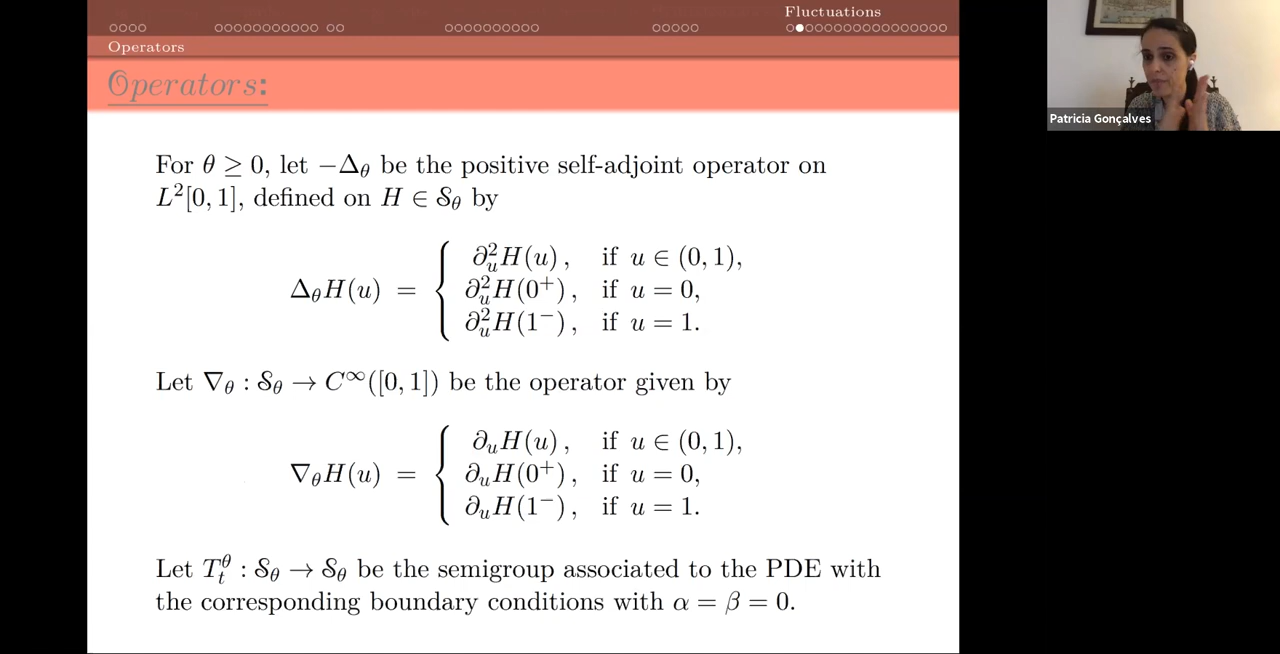 Fluctuations
Operators
Operators:
For θ ≥ 0, let −Δ_θ be the positive self-adjoint operator on
L²[0, 1], defined on H ∈ 𝒮_θ by
Δ_θH(u) = { ∂²_uH(u), if u ∈ (0, 1),
∂²_uH(0⁺), if u = 0,
∂²_uH(1⁻), if u = 1.
Let ∇_θ : 𝒮_θ → C^∞([0, 1]) be the operator given by
∇_θH(u) = { ∂_uH(u), if u ∈ (0, 1),
∂_uH(0⁺), if u = 0,
∂_uH(1⁻), if u = 1.
Let T_t^θ : 𝒮_θ → 𝒮_θ be the semigroup associated to the PDE with
the corresponding boundary conditions with α = β = 0.
Patricia Gonçalves